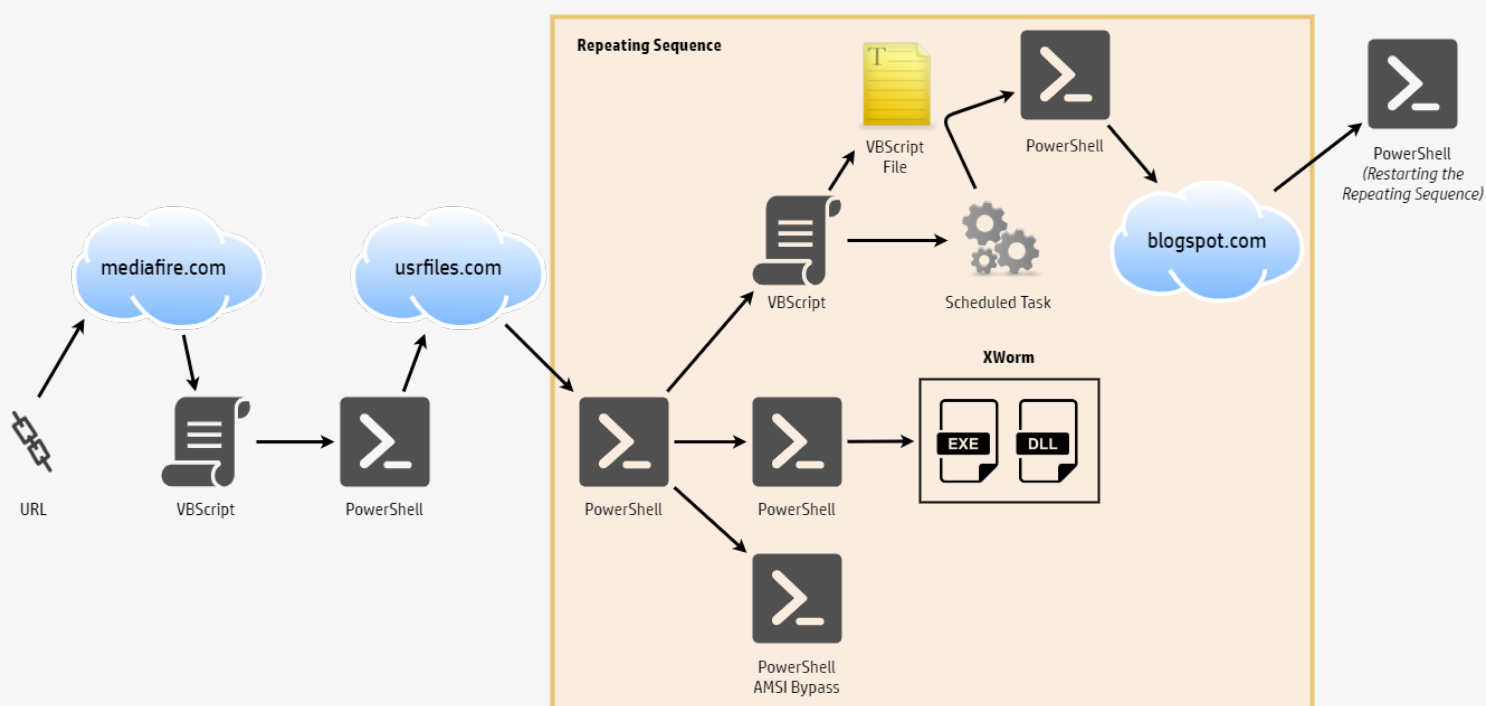 Repeating Sequence
T
VBScript
File
PowerShell
PowerShell
(Restarting the
Repeating Sequence)
mediafire.com
usrfiles.com
blogspot.com
VBScript
Scheduled Task
XWorm
EXE
DLL
URL
VBScript
PowerShell
PowerShell
PowerShell
PowerShell
AMSI Bypass